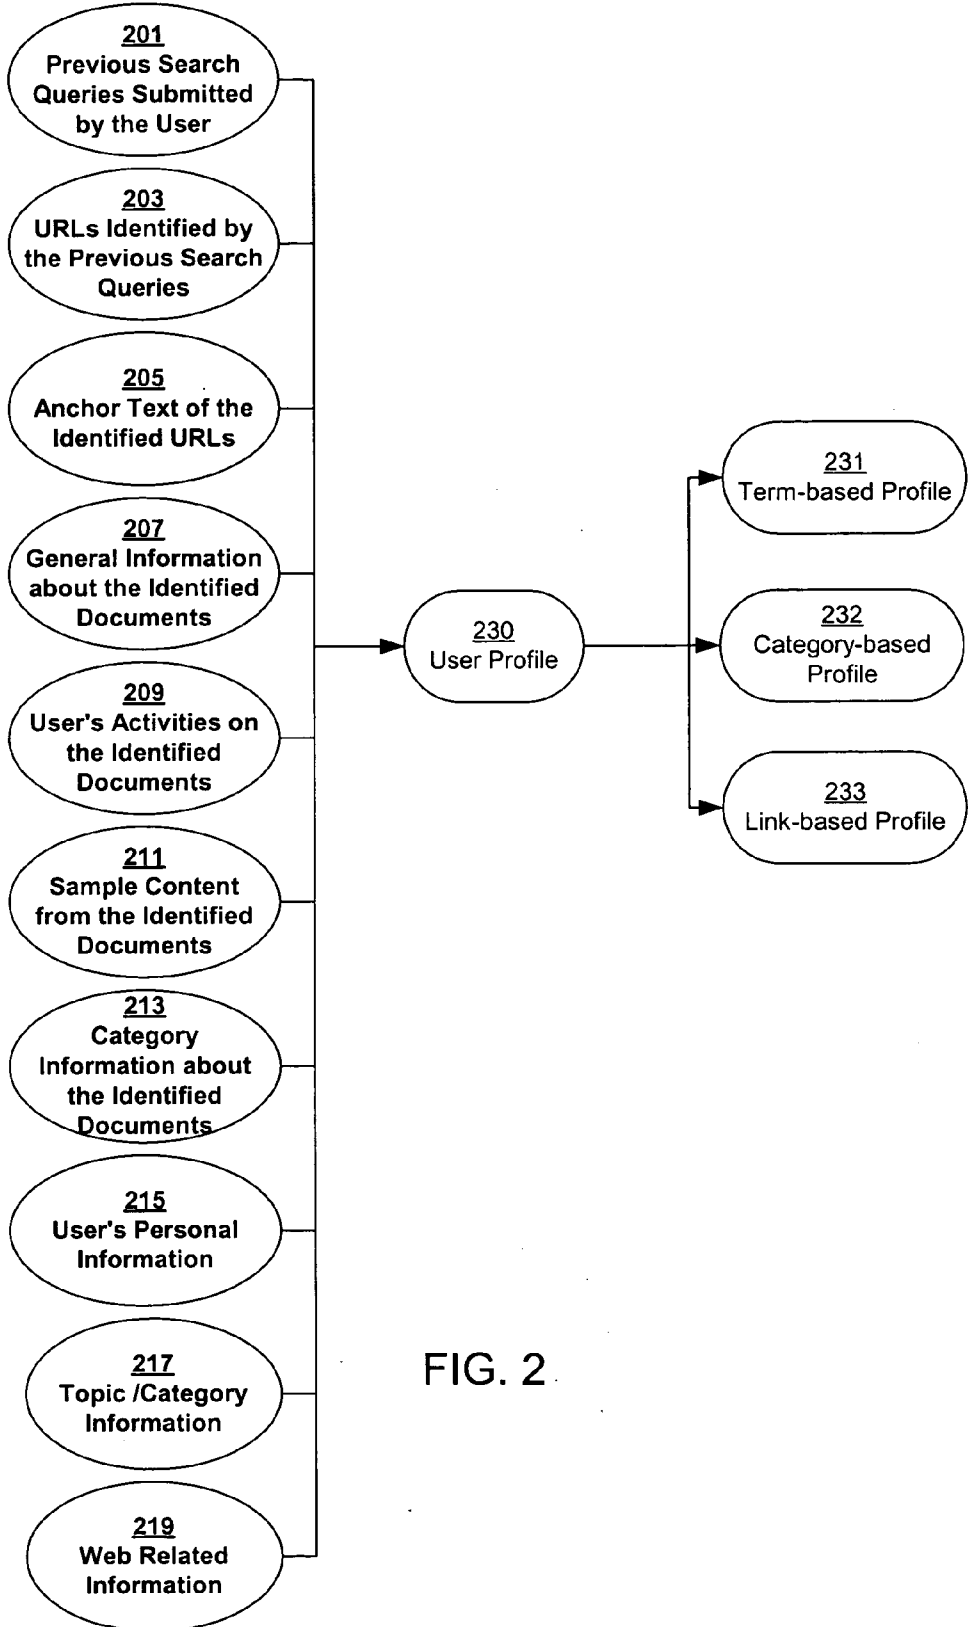 201
Previous Search
Queries Submitted
by the User
203
URLs Identified by
the Previous Search
Queries
205
Anchor Text of the
Identified URLs
207
General Information
about the Identified
Documents
209
User's Activities on
the Identified
Documents
211
Sample Content
from the Identified
Documents
213
Category
Information about
the Identified
Documents
215
User's Personal
Information
217
Topic /Category
Information
219
Web Related
Information
230
User Profile
231
Term-based Profile
232
Category-based
Profile
233
Link-based Profile
FIG. 2